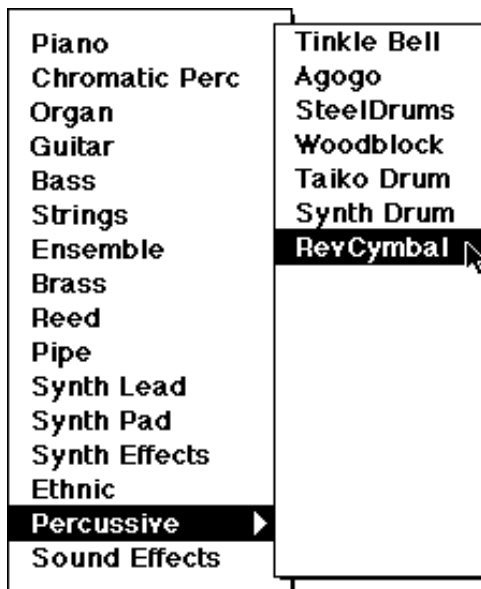 Piano
Chromatic Perc
Organ
Guitar
Bass
Strings
Ensemble
Brass
Reed
Pipe
Synth Lead
Synth Pad
Synth Effects
Ethnic
Percussive
Sound Effects
Tinkle Bell
Agogo
SteelDrums
Woodblock
Taiko Drum
Synth Drum
RevCymbal